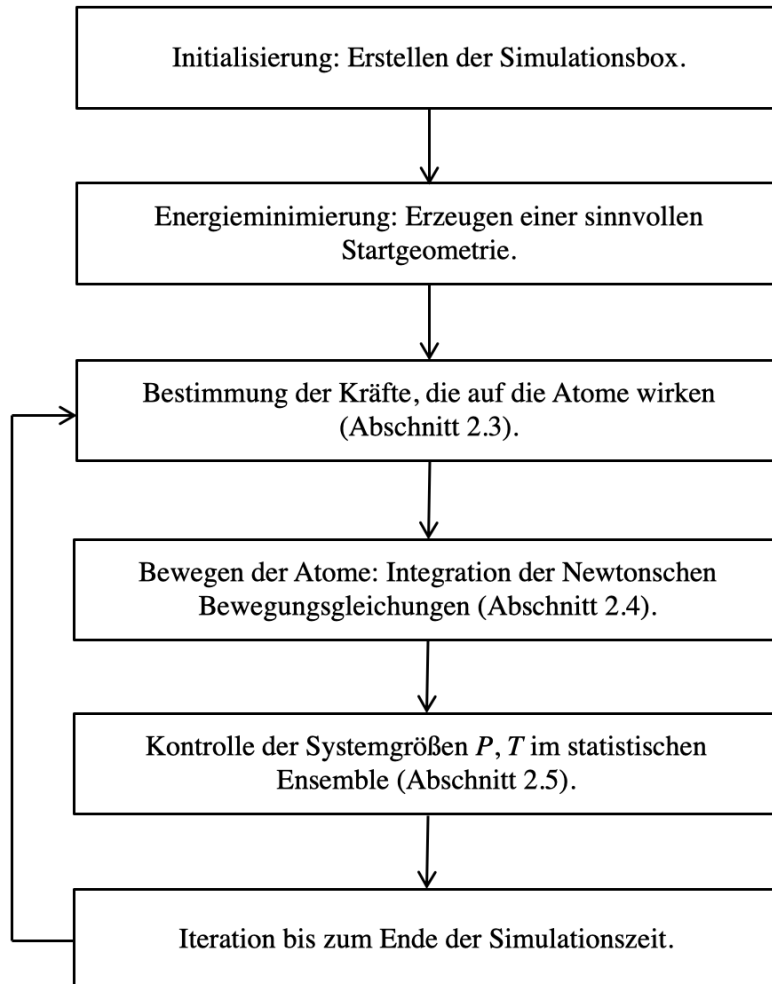 Initialisierung: Erstellen der Simulationsbox.
Energieminimierung: Erzeugen einer sinnvollen
Startgeometrie.
Bestimmung der Kräfte, die auf die Atome wirken
(Abschnitt 2.3).
Bewegen der Atome: Integration der Newtonschen
Bewegungsgleichungen (Abschnitt 2.4).
Kontrolle der Systemgrößen P, T im statistischen
Ensemble (Abschnitt 2.5).
Iteration bis zum Ende der Simulationszeit.